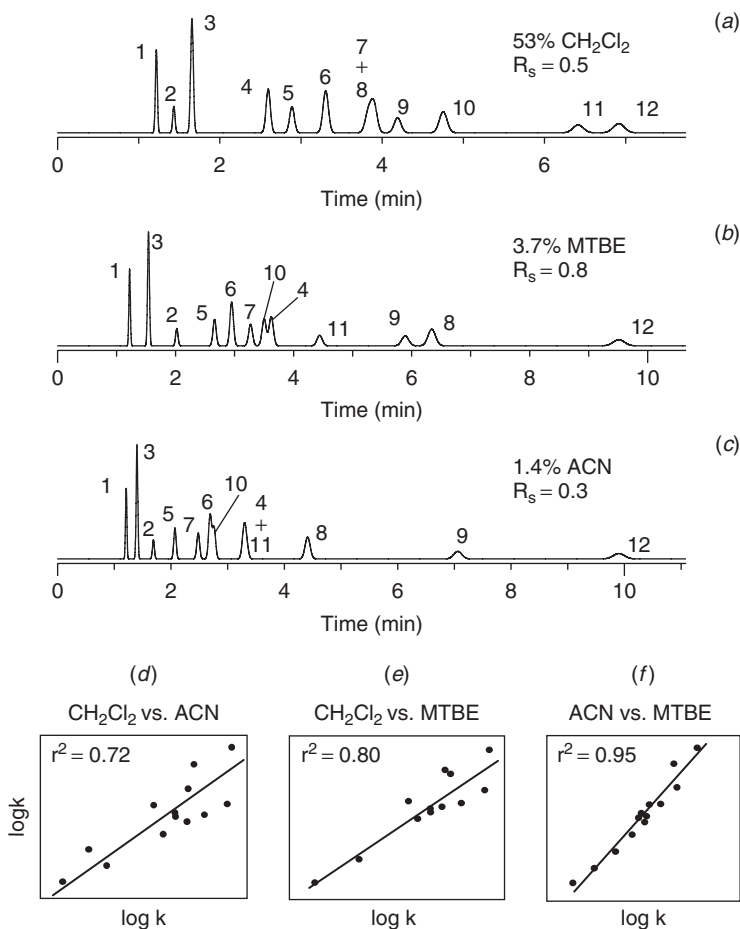 (a)
53% CH₂Cl₂
Rₛ = 0.5
1 2 3 4 5 6 7 + 8 9 10 11 12
0 2 4 6
Time (min)
(b)
3.7% MTBE
Rₛ = 0.8
1 3 2 5 6 7 10 4 11 9 8 12
0 2 4 6 8 10
Time (min)
(c)
1.4% ACN
Rₛ = 0.3
1 3 2 5 7 6 10 4 + 11 8 9 12
0 2 4 6 8 10
Time (min)
(d) (e) (f)
CH₂Cl₂ vs. ACN CH₂Cl₂ vs. MTBE ACN vs. MTBE
r² = 0.72 r² = 0.80 r² = 0.95
logk
log k log k log k